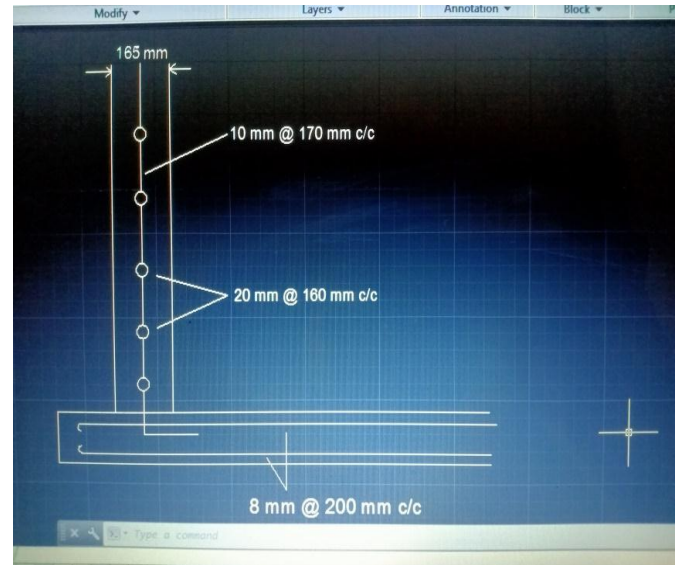 Modify
Layers
Annotation
Block
165 mm
10 mm @ 170 mm c/c
20 mm @ 160 mm c/c
8 mm @ 200 mm c/c
Type a command